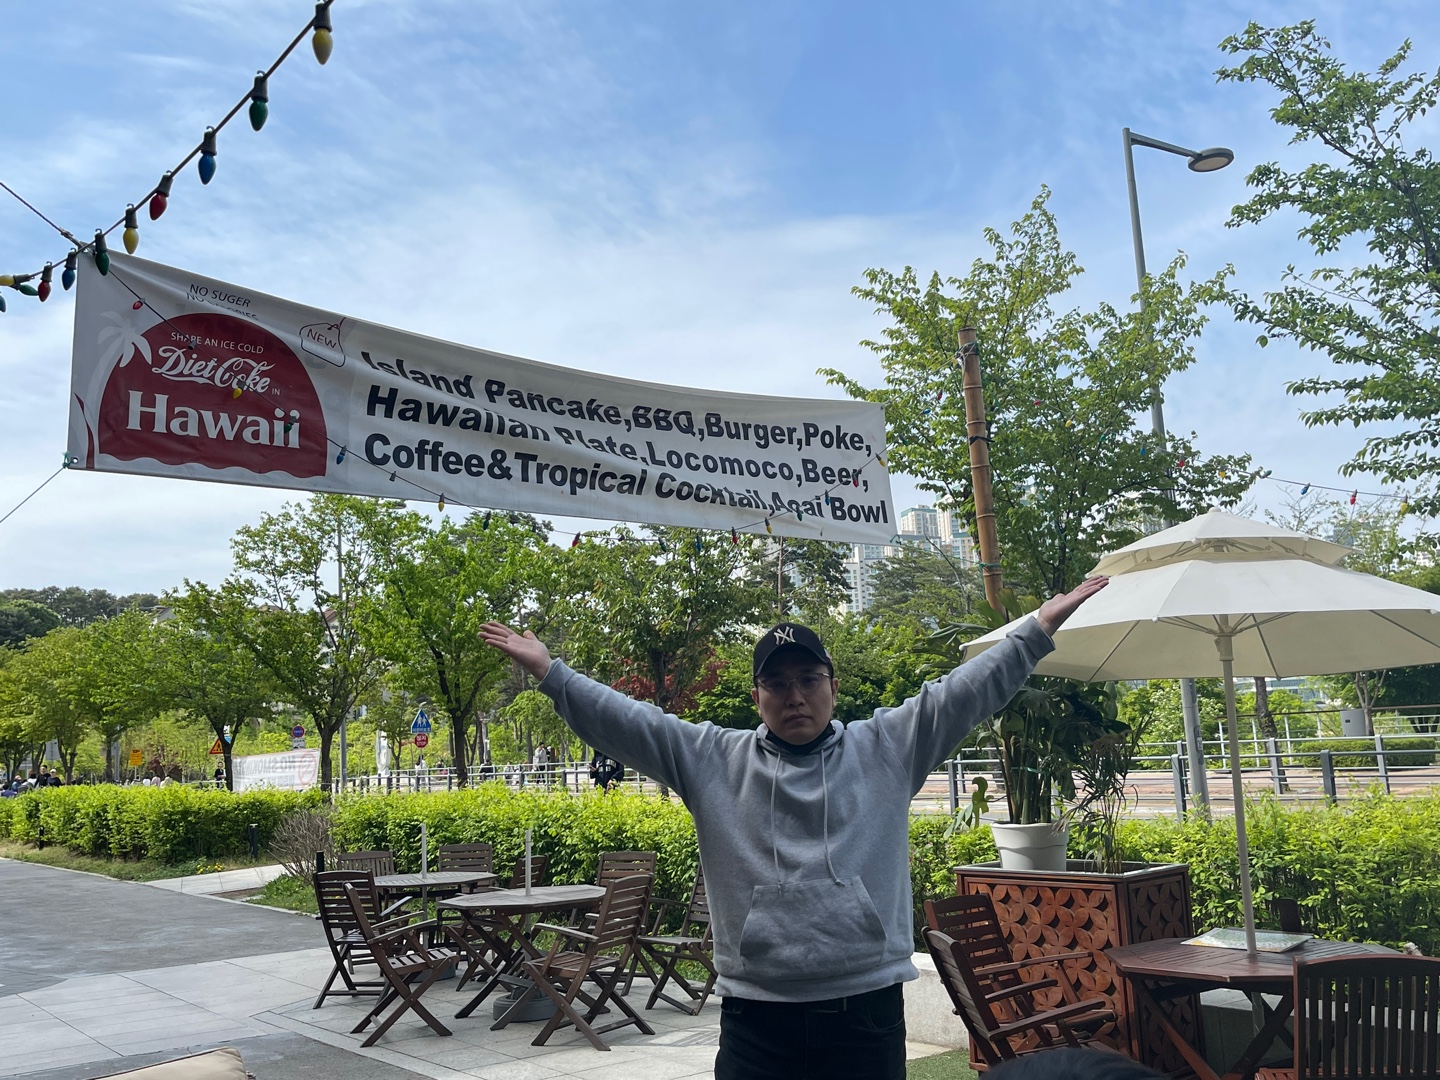 NO SUGER
SHARE AN ICE COLD
Diet Coke IN
Hawaii
NEW
Island Pancake,BBQ,Burger,Poke,
Hawaiian Plate,Locomoco,Beer,
Coffee&Tropical Cocktail,Acai Bowl
NY